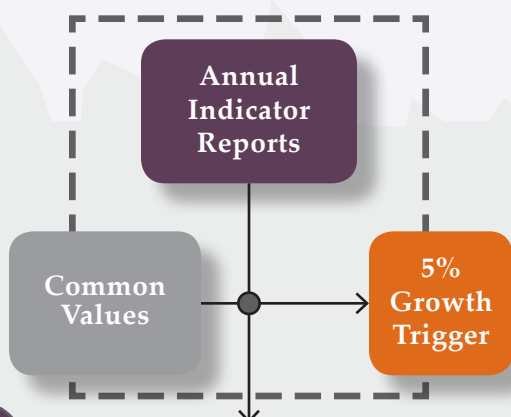 Annual
Indicator
Reports
Common
Values
5%
Growth
Trigger